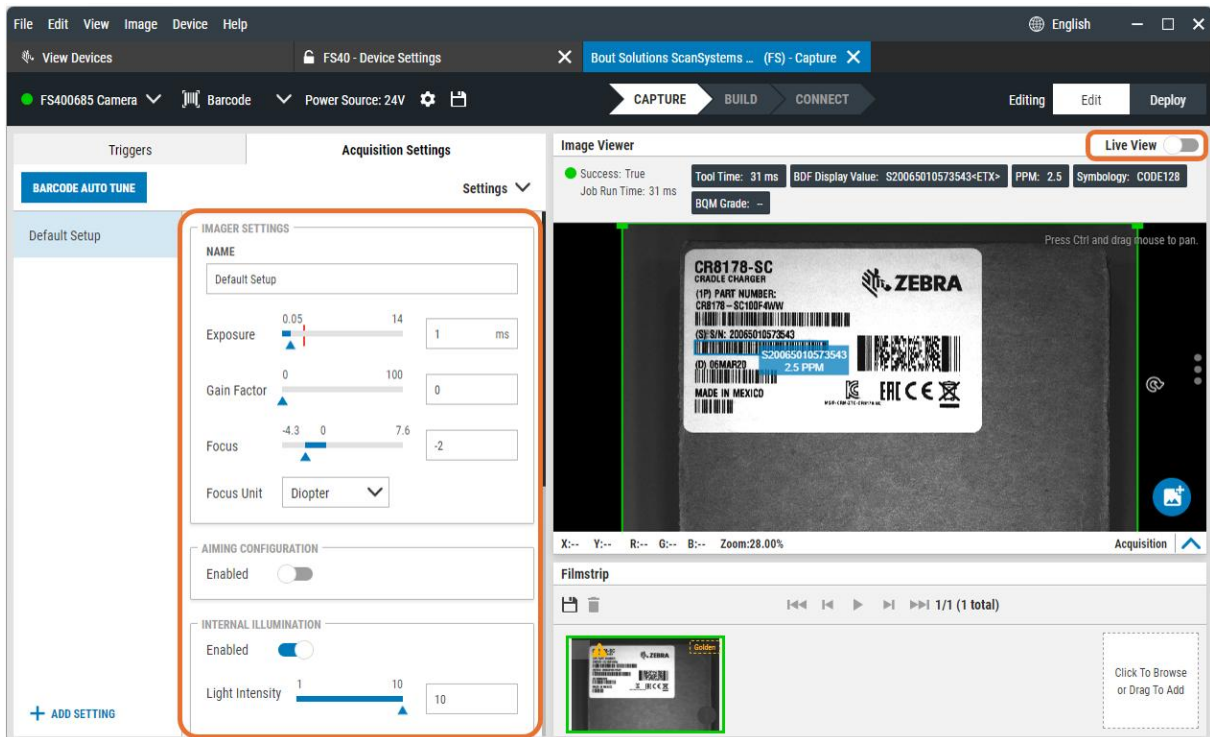 File Edit View Image Device Help English
View Devices FS40 - Device Settings Bout Solutions ScanSystems ... (FS) - Capture
FS400685 Camera Barcode Power Source: 24V CAPTURE BUILD CONNECT Editing Edit Deploy
Triggers Acquisition Settings
BARCODE AUTO TUNE Settings
Default Setup
IMAGER SETTINGS
NAME
Default Setup
Exposure 0.05 14 1 ms
Gain Factor 0 100 0
Focus -4.3 0 7.6 -2
Focus Unit Diopter
AIMING CONFIGURATION
Enabled
INTERNAL ILLUMINATION
Enabled
Light Intensity 1 10 10
+ ADD SETTING
Image Viewer Live View
Success: True
Job Run Time: 31 ms
Tool Time: 31 ms BDF Display Value: S20065010573543<ETX> PPM: 2.5 Symbology: CODE128
BQM Grade: –
Press Ctrl and drag mouse to pan.
CR8178-SC
CRADLE CHARGER
(1P) PART NUMBER:
CR8178-SC100F4WW
(S) S/N: 20065010573543
S20065010573543
2.5 PPM
(D) 06MAR20
MADE IN MEXICO
ZEBRA
EAC CE
X:-- Y:-- R:-- G:-- B:-- Zoom:28.00% Acquisition
Filmstrip
1/1 (1 total)
Golden
ZEBRA
Click To Browse
or Drag To Add